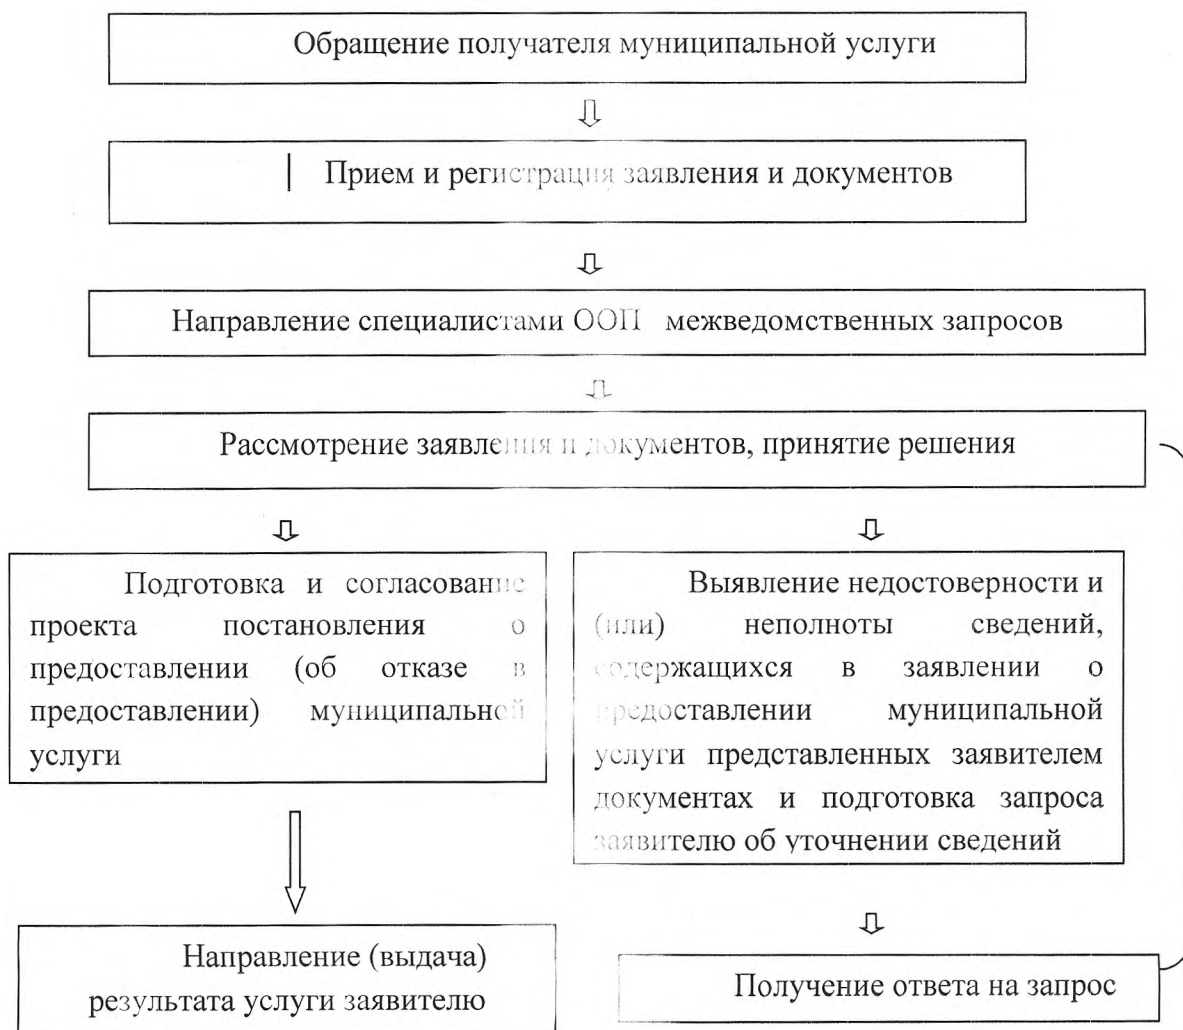 Обращение получателя муниципальной услуги
Прием и регистрация заявления и документов
Направление специалистами ООП межведомственных запросов
Рассмотрение заявления и документов, принятие решения
Подготовка и согласование
проекта постановления о
предоставлении (об отказе в
предоставлении) муниципальной
услуги
Выявление недостоверности и
(или) неполноты сведений,
содержащихся в заявлении о
предоставлении муниципальной
услуги представленных заявителем
документах и подготовка запроса
заявителю об уточнении сведений
Направление (выдача)
результата услуги заявителю
Получение ответа на запрос